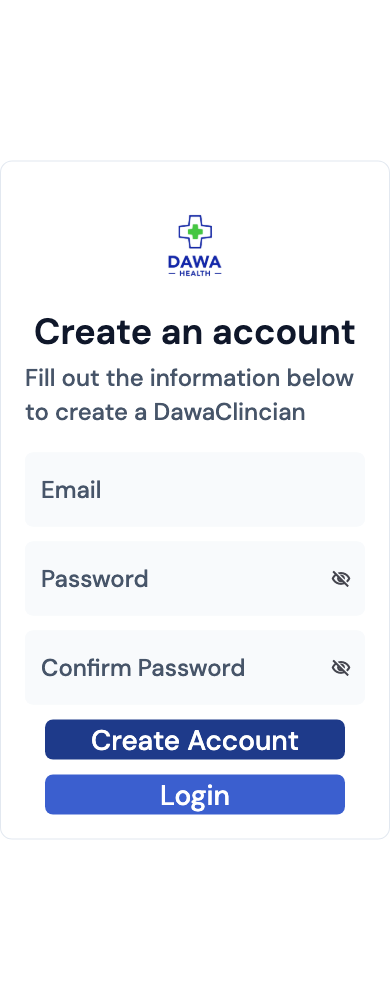 DAWA
HEALTH
Create an account
Fill out the information below
to create a DawaClincian
Email
Password
Confirm Password
Create Account
Login